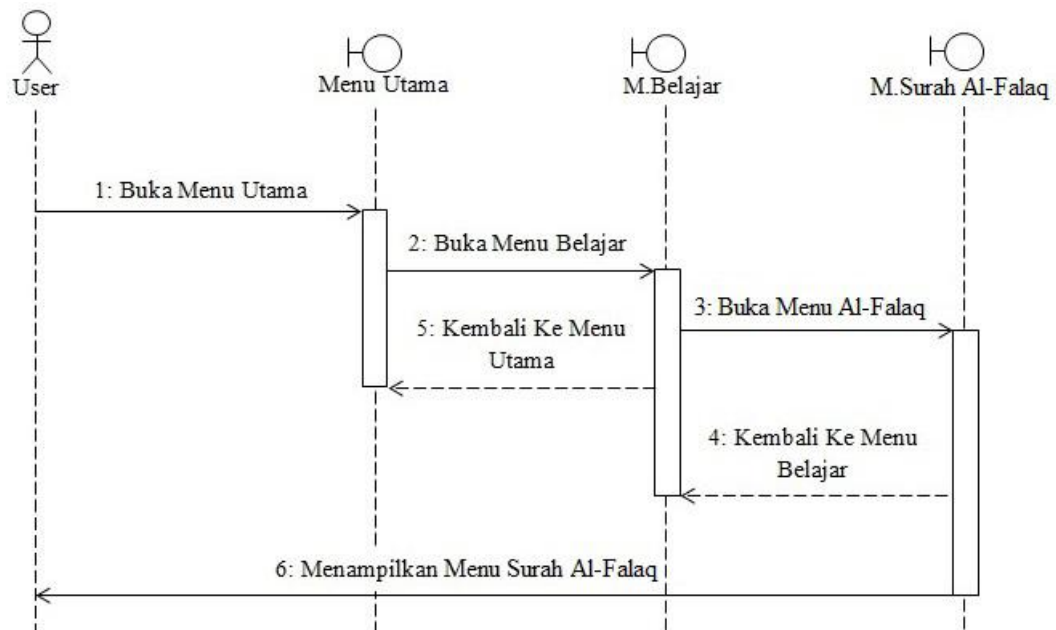 User
Menu Utama
M.Belajar
M.Surah Al-Falaq
1: Buka Menu Utama
2: Buka Menu Belajar
3: Buka Menu Al-Falaq
5: Kembali Ke Menu
Utama
4: Kembali Ke Menu
Belajar
6: Menampilkan Menu Surah Al-Falaq